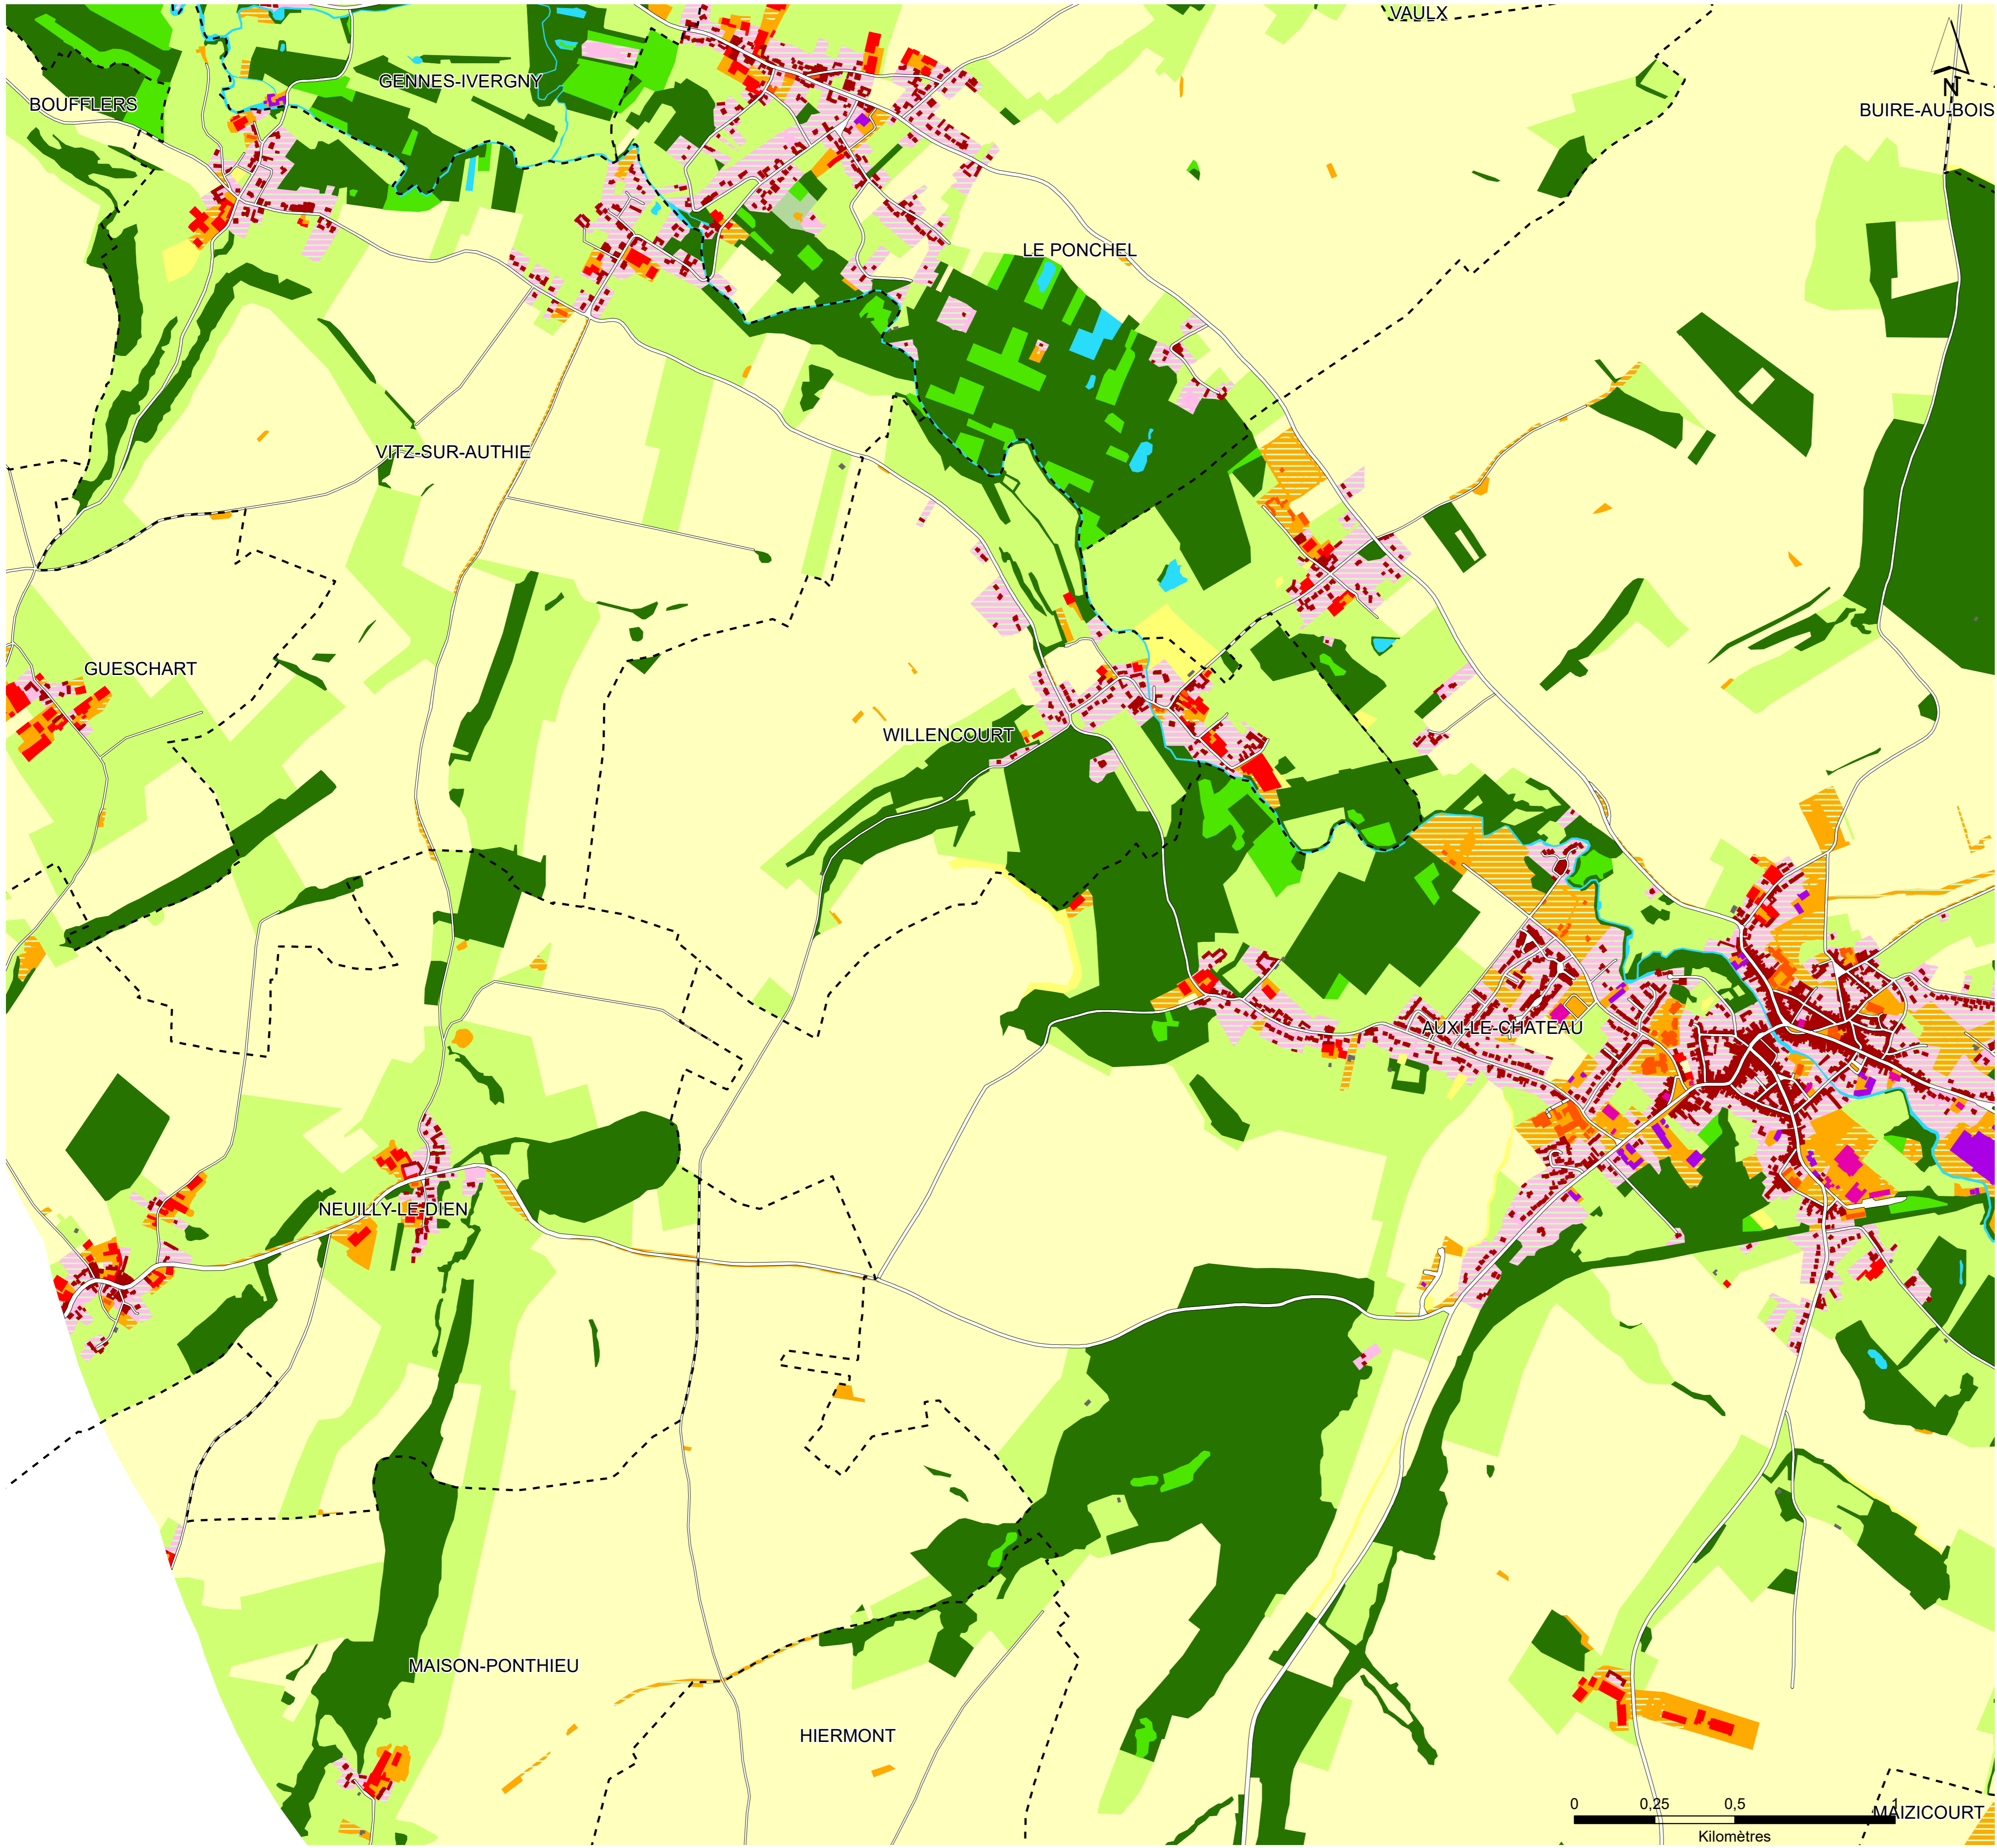 VAULX
GENNES-IVERGNY
BOUFFLERS
N
BUIRE-AU-BOIS
LE PONCHEL
VITZ-SUR-AUTHIE
GUESCHART
WILLENCOURT
AUXI-LE-CHATEAU
NEUILLY-LE-DIEN
MAISON-PONTHIEU
HIERMONT
0 0,25 0,5 1
MAIZICOURT
Kilomètres